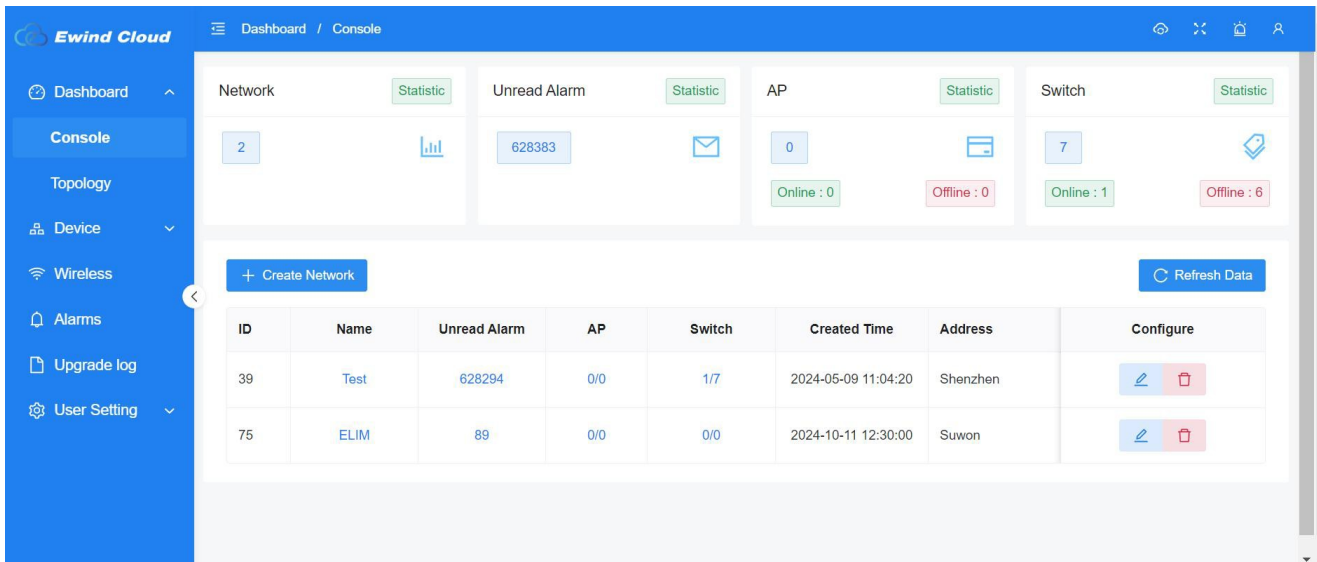 Ewind Cloud
Dashboard / Console
Dashboard
Console
Topology
Device
Wireless
Alarms
Upgrade log
User Setting
Network Statistic
2
Unread Alarm Statistic
628383
AP Statistic
0
Online : 0 Offline : 0
Switch Statistic
7
Online : 1 Offline : 6
+ Create Network
Refresh Data
ID Name Unread Alarm AP Switch Created Time Address Configure
39 Test 628294 0/0 1/7 2024-05-09 11:04:20 Shenzhen
75 ELIM 89 0/0 0/0 2024-10-11 12:30:00 Suwon